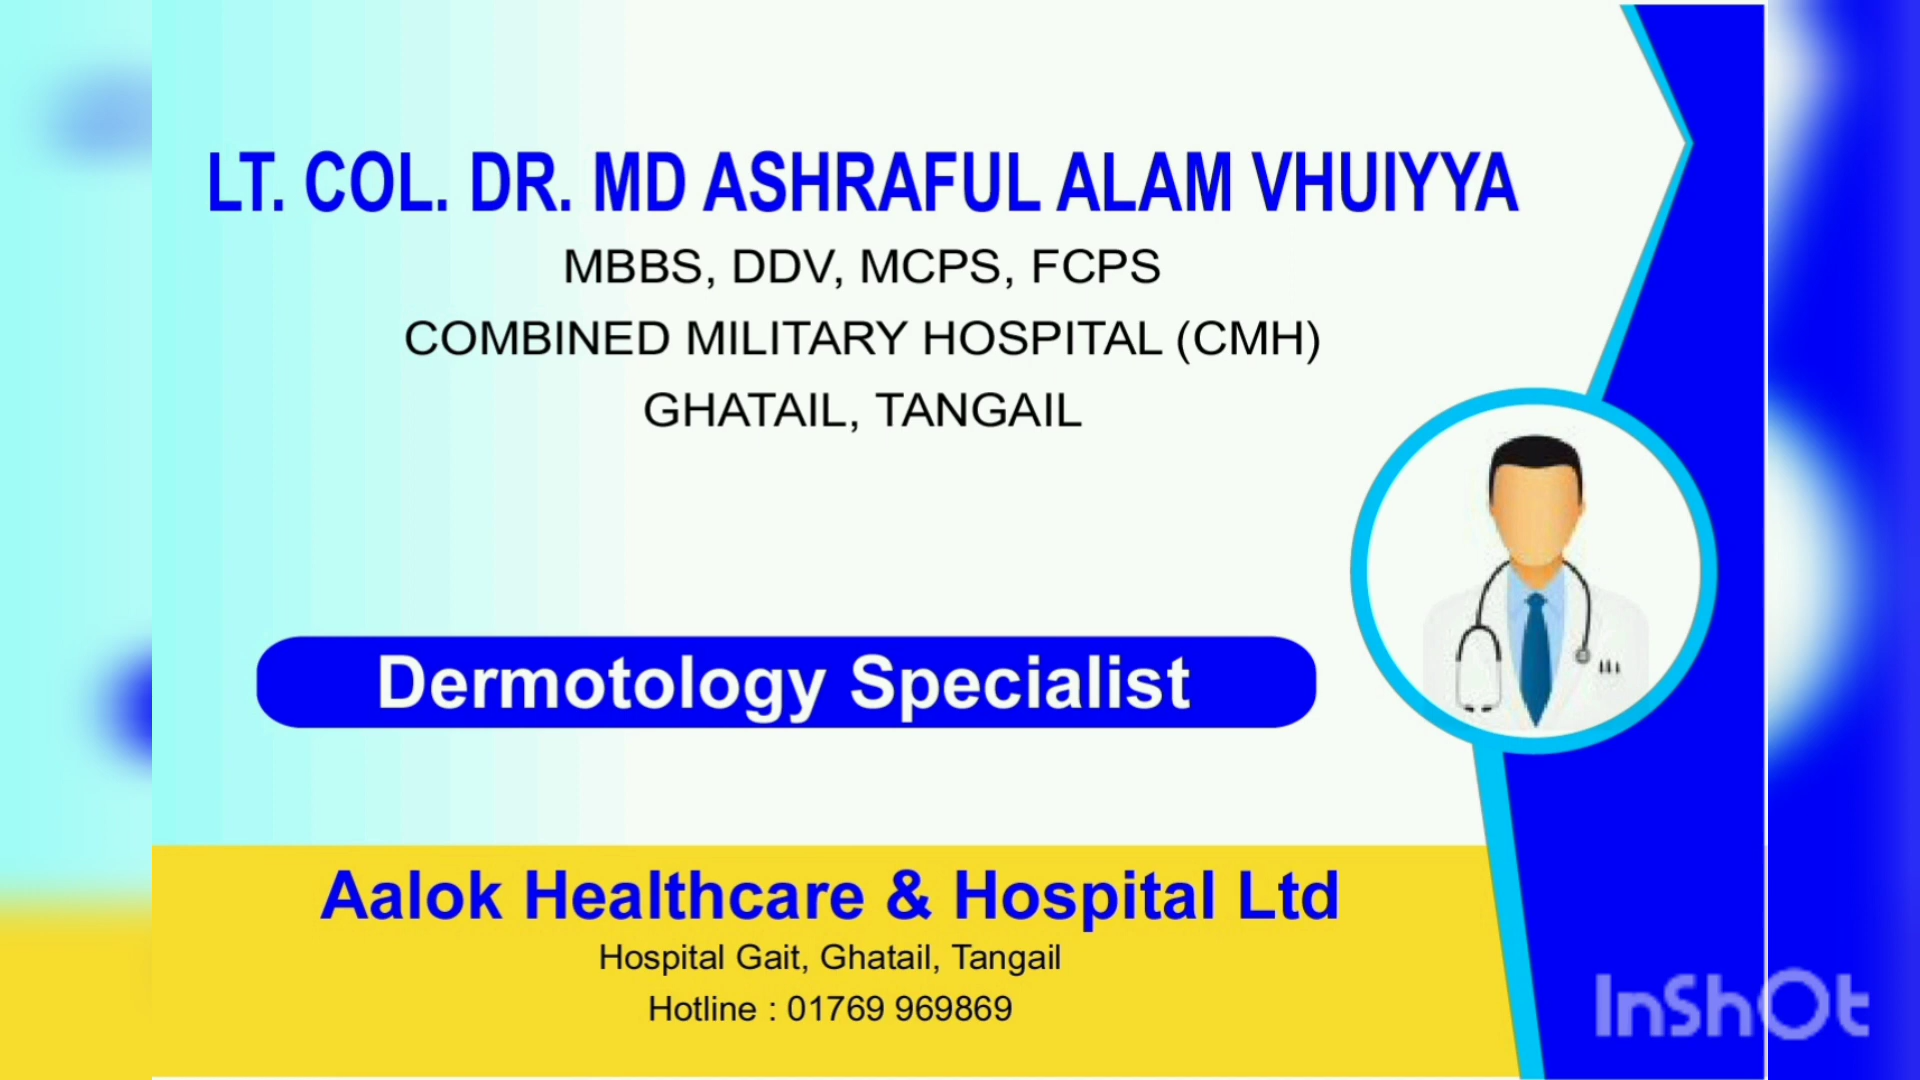 LT. COL. DR. MD ASHRAFUL ALAM VHUIYYA
MBBS, DDV, MCPS, FCPS
COMBINED MILITARY HOSPITAL (CMH)
GHATAIL, TANGAIL
Dermotology Specialist
Aalok Healthcare & Hospital Ltd
Hospital Gait, Ghatail, Tangail
Hotline : 01769 969869
InShOt